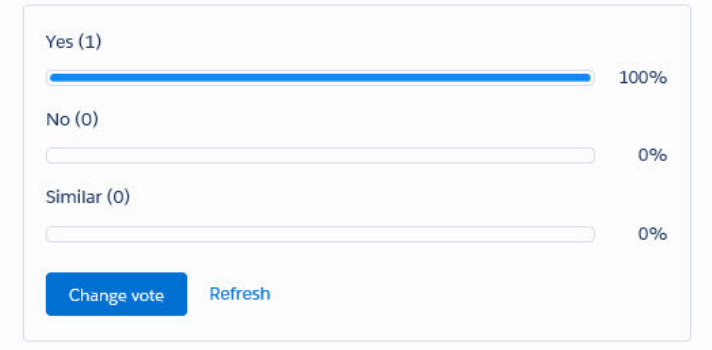 Yes (1)
100%
No (0)
0%
Similar (0)
0%
Change vote Refresh